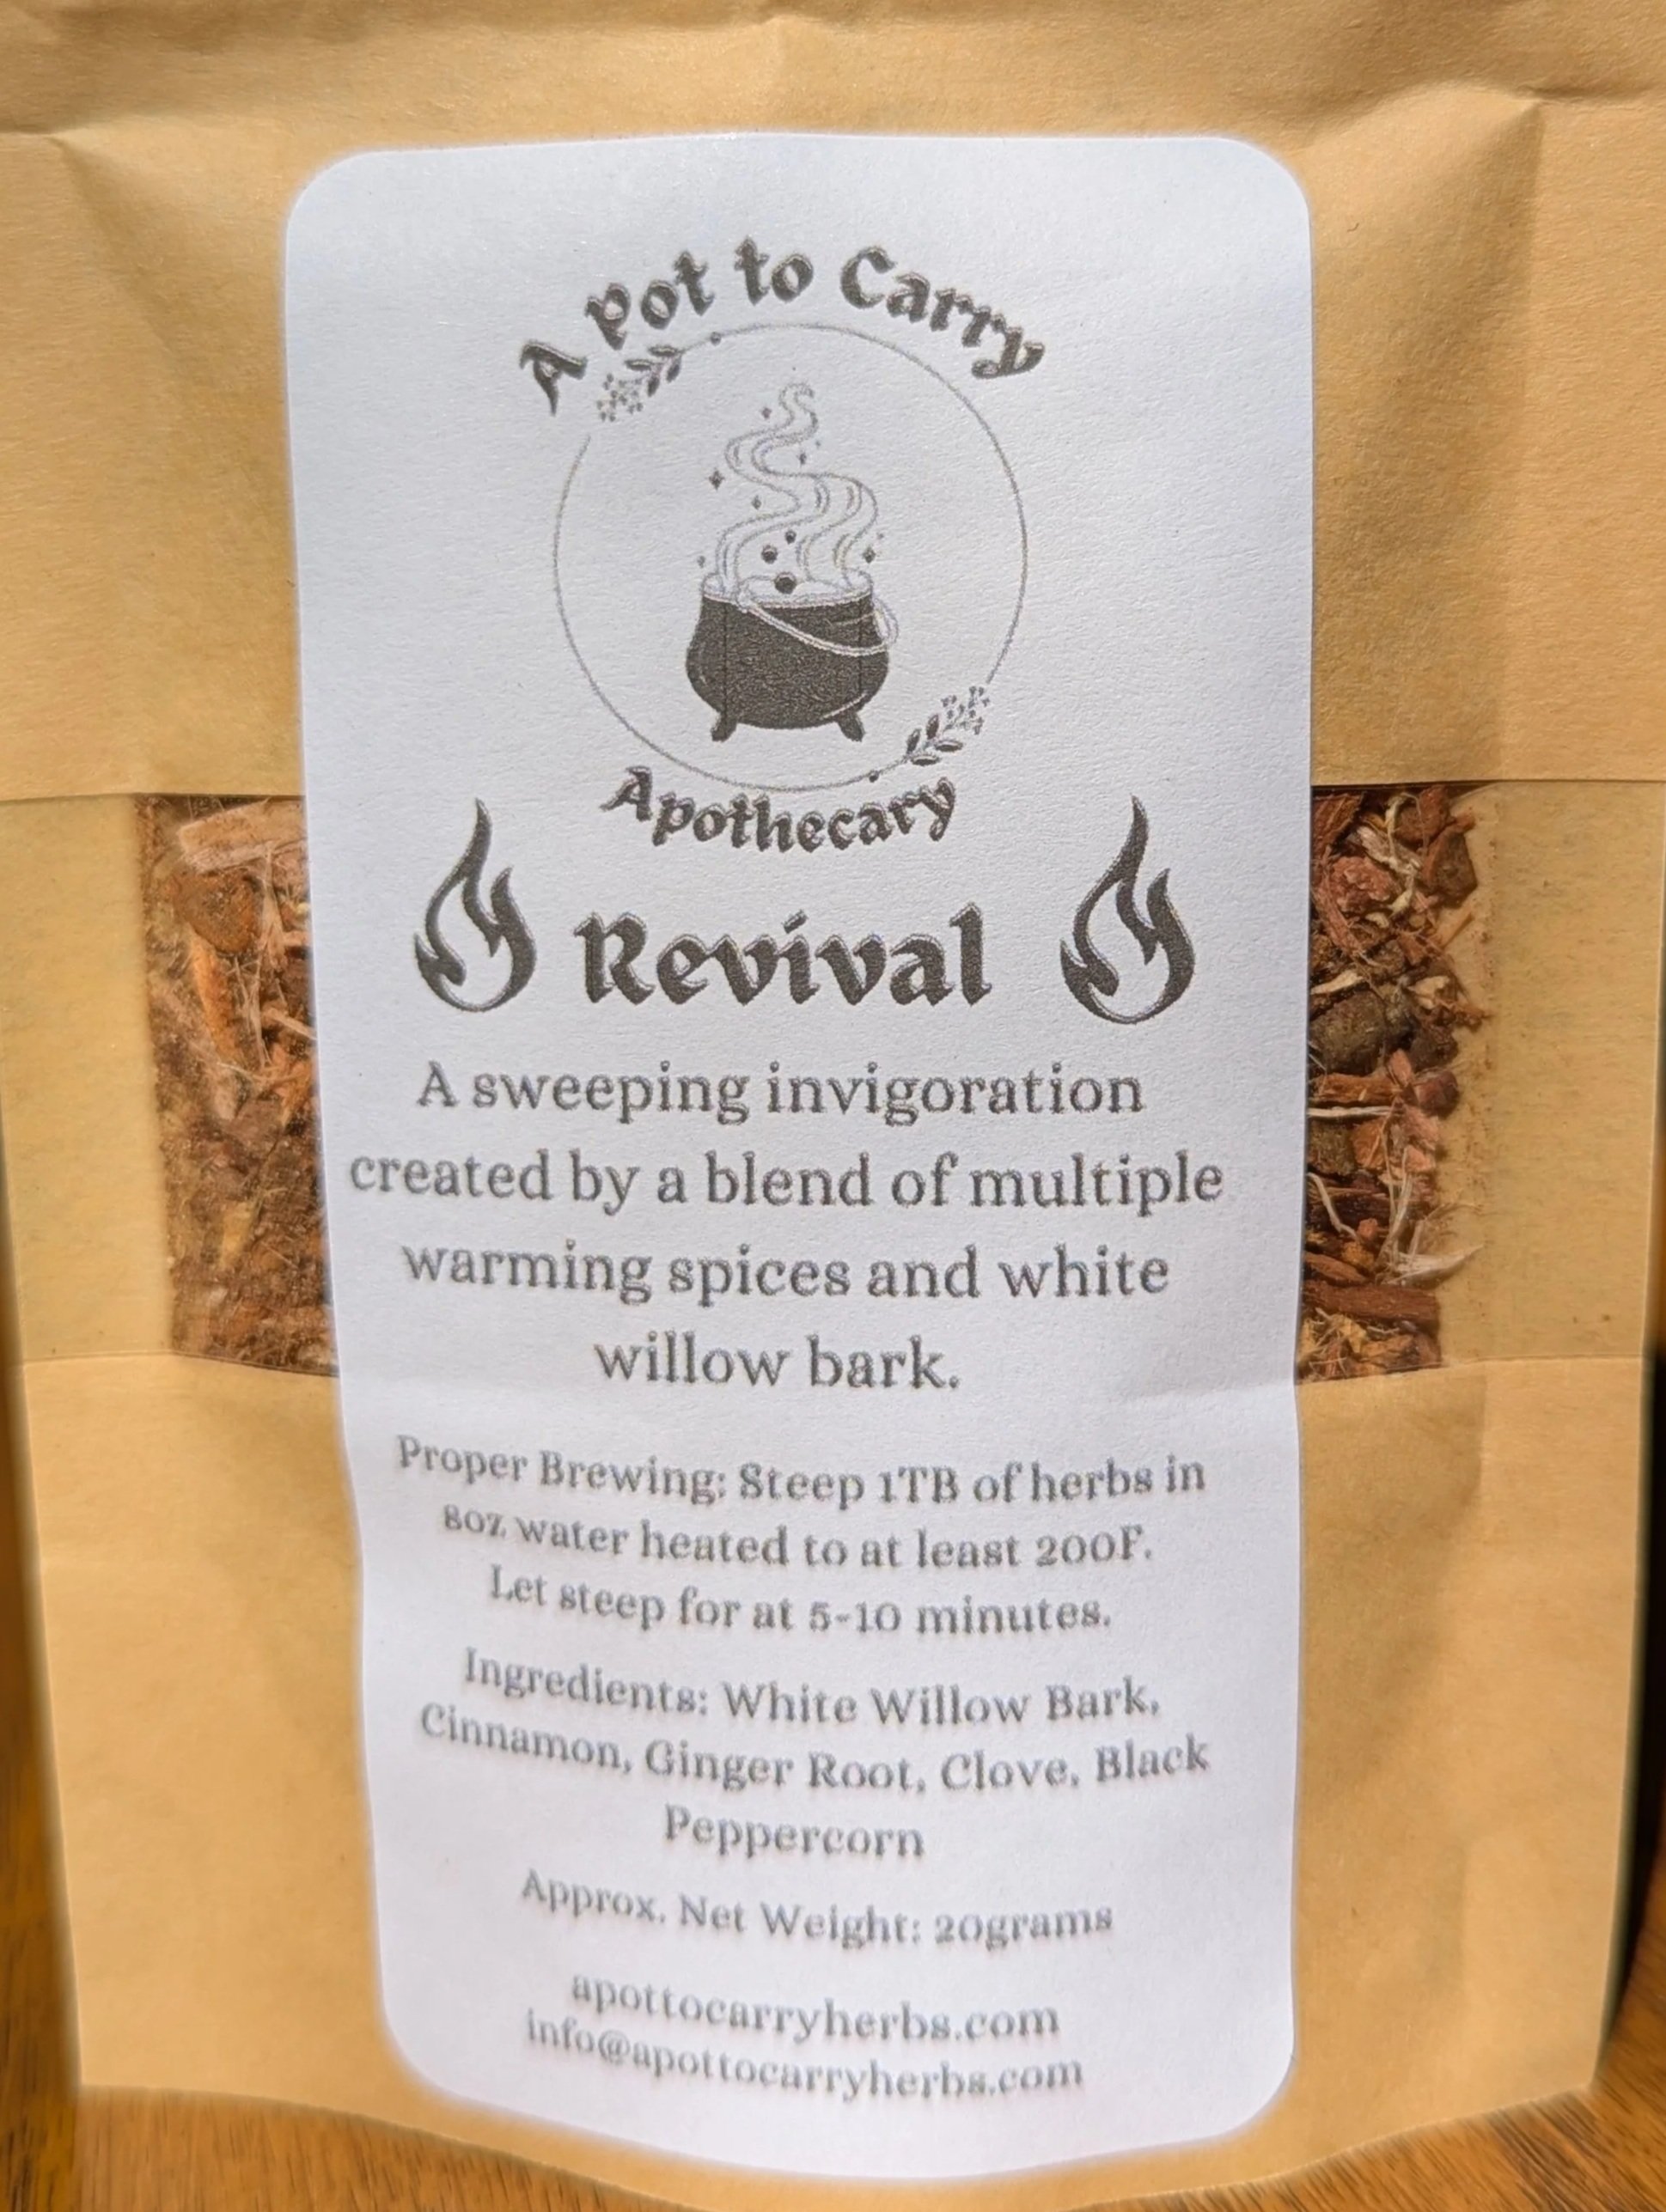 A Pot to Carry
Apothecary
Revival
A sweeping invigoration
created by a blend of multiple
warming spices and white
willow bark.
Proper Brewing: Steep 1TB of herbs in
8oz water heated to at least 200F.
Let steep for at 5-10 minutes.
Ingredients: White Willow Bark,
Cinnamon, Ginger Root, Clove, Black
Peppercorn
Approx. Net Weight: 20grams
apottocarryherbs.com
info@apottocarryherbs.com